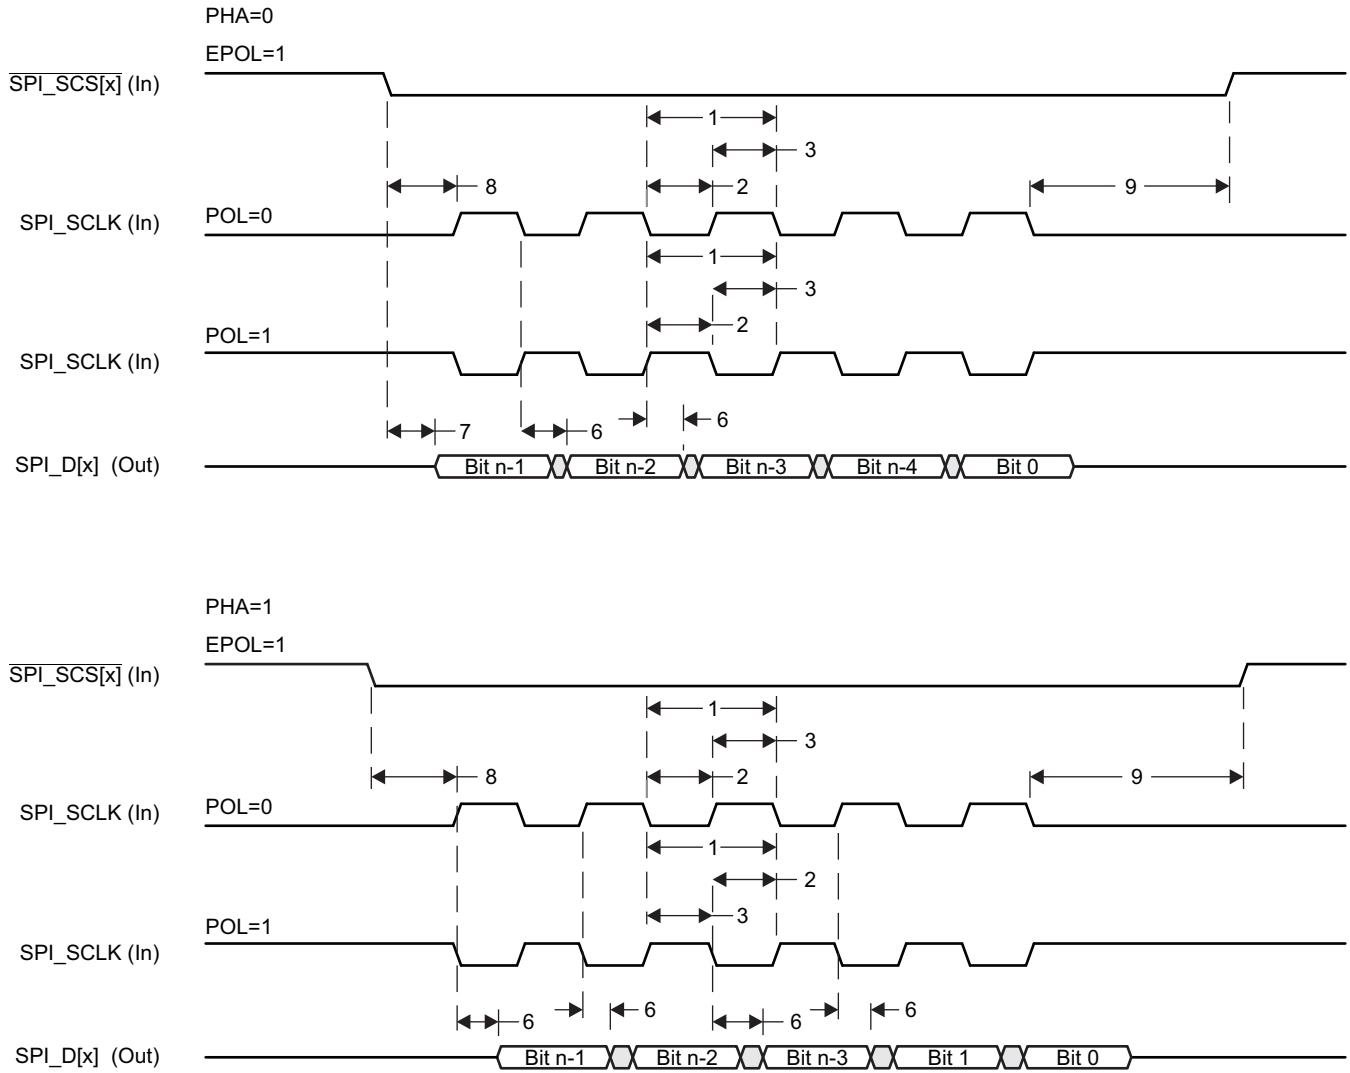 PHA=0
EPOL=1
SPI_SCS[x] (In)
1
3
8
2
9
SPI_SCLK (In)
POL=0
1
3
2
POL=1
SPI_SCLK (In)
7
6
6
SPI_D[x] (Out)
Bit n-1
Bit n-2
Bit n-3
Bit n-4
Bit 0
PHA=1
EPOL=1
SPI_SCS[x] (In)
1
3
8
2
9
SPI_SCLK (In)
POL=0
1
2
3
POL=1
SPI_SCLK (In)
6
6
6
6
SPI_D[x] (Out)
Bit n-1
Bit n-2
Bit n-3
Bit 1
Bit 0